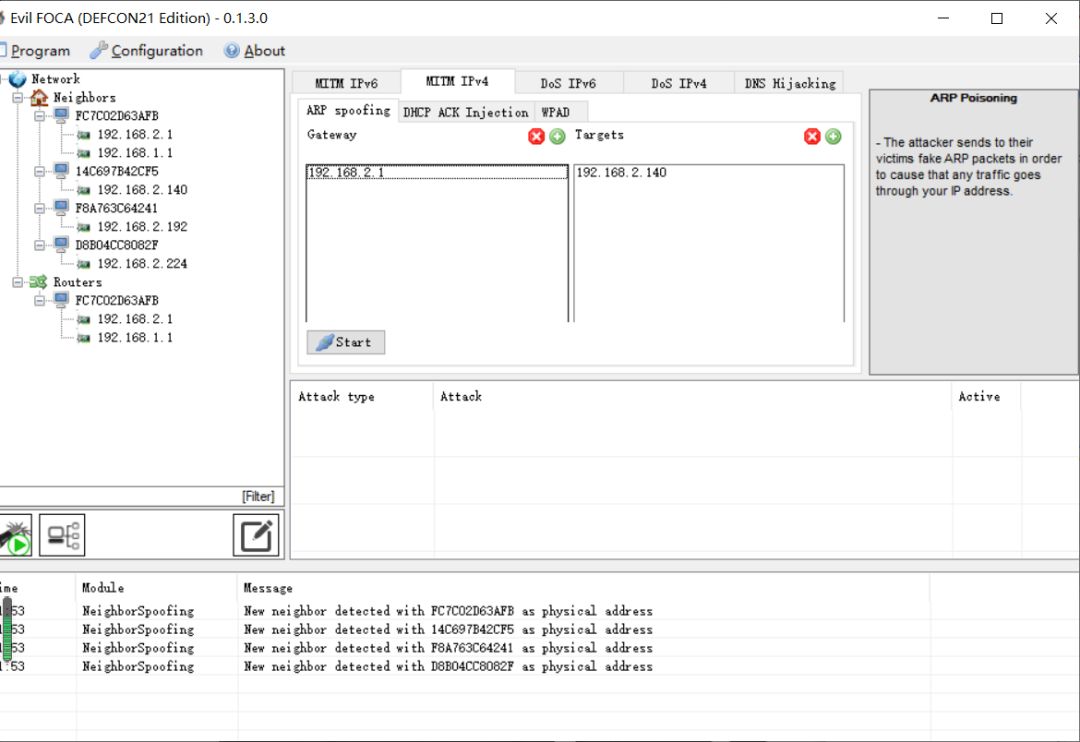 Evil FOCA (DEFCON21 Edition) - 0.1.3.0
Program Configuration About
Network
Neighbors
FC7C02D63AFB
192.168.2.1
192.168.1.1
14C697B42CF5
192.168.2.140
F8A763C64241
192.168.2.192
D8B04CC8082F
192.168.2.224
Routers
FC7C02D63AFB
192.168.2.1
192.168.1.1
[Filter]
MITM IPv6 MITM IPv4 DoS IPv6 DoS IPv4 DNS Hijacking
ARP spoofing DHCP ACK Injection WPAD
Gateway Targets
192.168.2.1 192.168.2.140
Start
ARP Poisoning
- The attacker sends to their
victims fake ARP packets in order
to cause that any traffic goes
through your IP address.
Attack type Attack Active
Module Message
:53 NeighborSpoofing New neighbor detected with FC7C02D63AFB as physical address
:53 NeighborSpoofing New neighbor detected with 14C697B42CF5 as physical address
:53 NeighborSpoofing New neighbor detected with F8A763C64241 as physical address
:53 NeighborSpoofing New neighbor detected with D8B04CC8082F as physical address